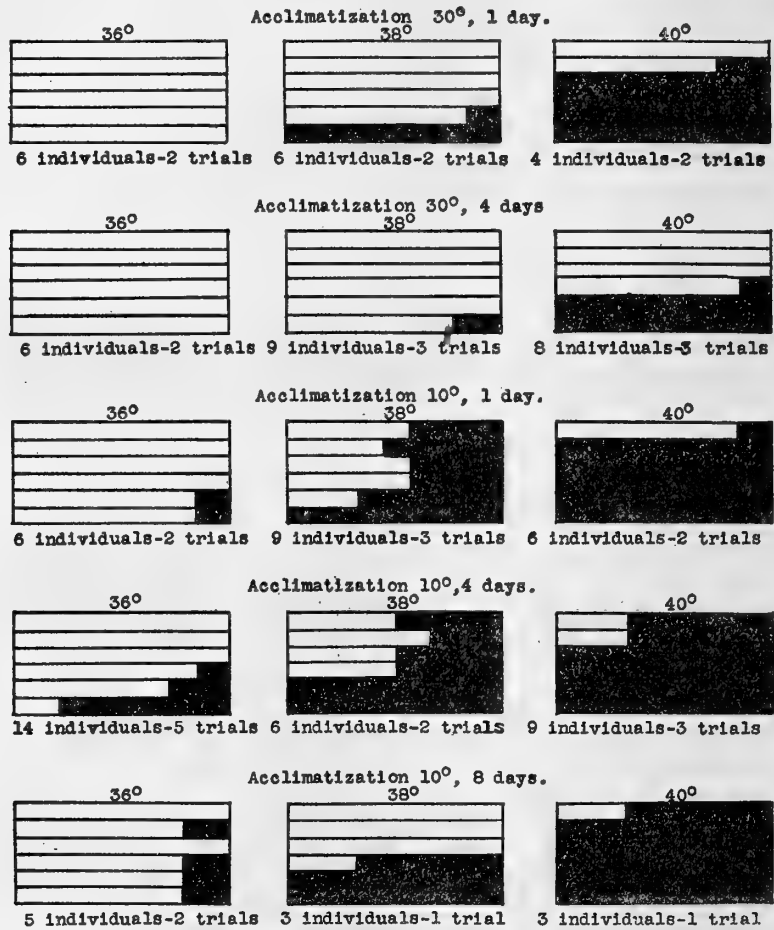 Acclimatization 30°, 1 day.
36° 38° 40°
6 individuals-2 trials 6 individuals-2 trials 4 individuals-2 trials
Acclimatization 30°, 4 days
36° 38° 40°
6 individuals-2 trials 9 individuals-3 trials 8 individuals-3 trials
Acclimatization 10°, 1 day.
36° 38° 40°
6 individuals-2 trials 9 individuals-3 trials 6 individuals-2 trials
Acclimatization 10°,4 days.
36° 38° 40°
14 individuals-5 trials 6 individuals-2 trials 9 individuals-3 trials
Acclimatization 10°, 8 days.
36° 38° 40°
5 individuals-2 trials 3 individuals-1 trial 3 individuals-1 trial